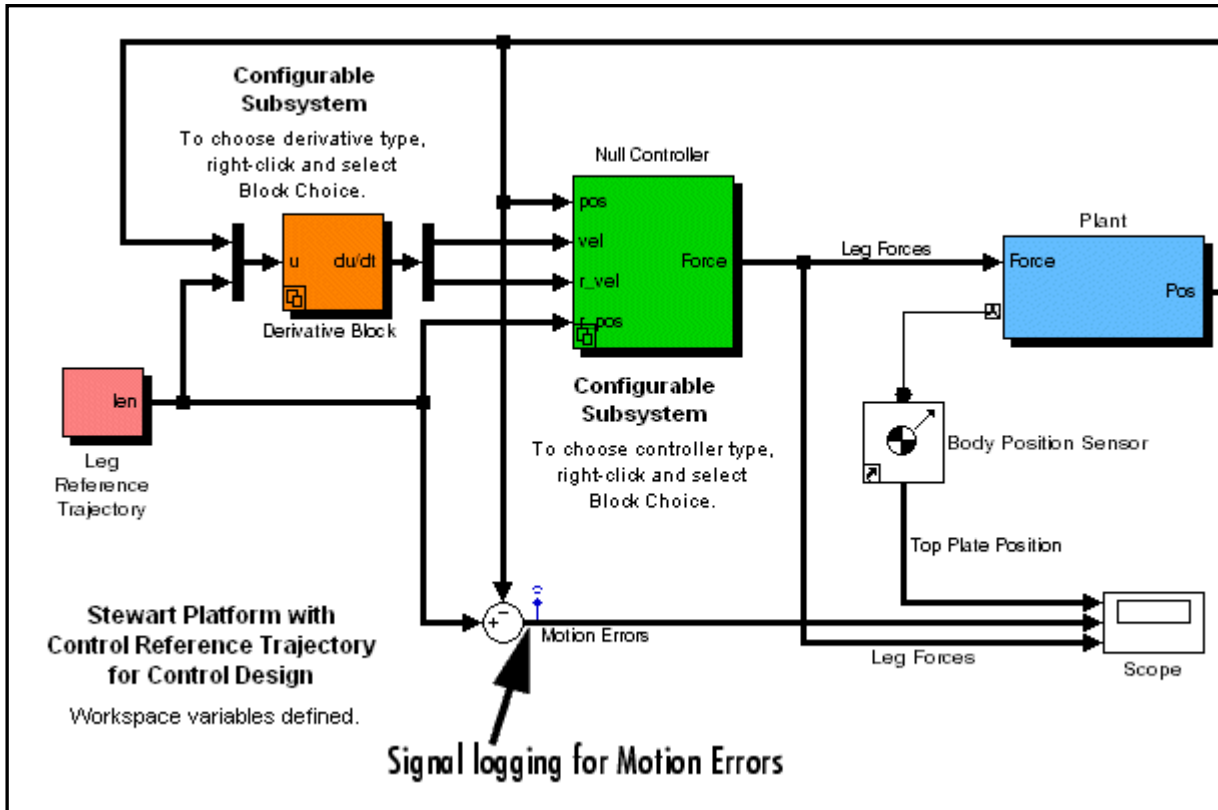 Configurable
Subsystem
To choose derivative type,
right-click and select
Block Choice.
u
du/dt
Derivative Block
Null Controller
pos
vel
r_vel
r_pos
Force
Configurable
Subsystem
To choose controller type,
right-click and select
Block Choice.
Leg Forces
Plant
Force
Pos
len
Leg
Reference
Trajectory
Body Position Sensor
Top Plate Position
+
−
Motion Errors
Leg Forces
Scope
Stewart Platform with
Control Reference Trajectory
for Control Design
Workspace variables defined.
Signal logging for Motion Errors